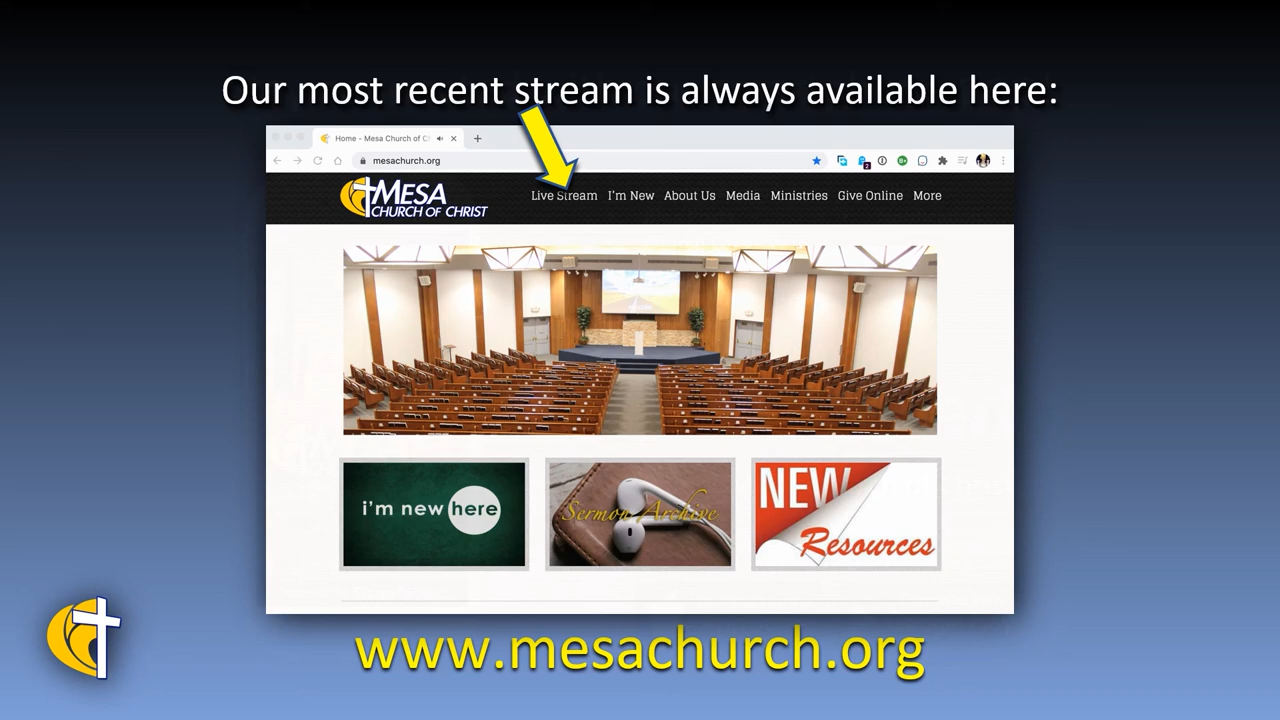 Our most recent stream is always available here:
Home - Mesa Church of C
mesachurch.org
2
MESA
CHURCH OF CHRIST
Live Stream I'm New About Us Media Ministries Give Online More
i'm new here
Sermon Archive
NEW
Resources
www.mesachurch.org